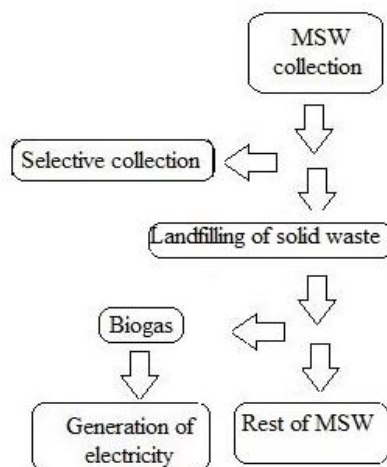 MSW
collection
Selective collection
Landfilling of solid waste
Biogas
Generation of
electricity
Rest of MSW